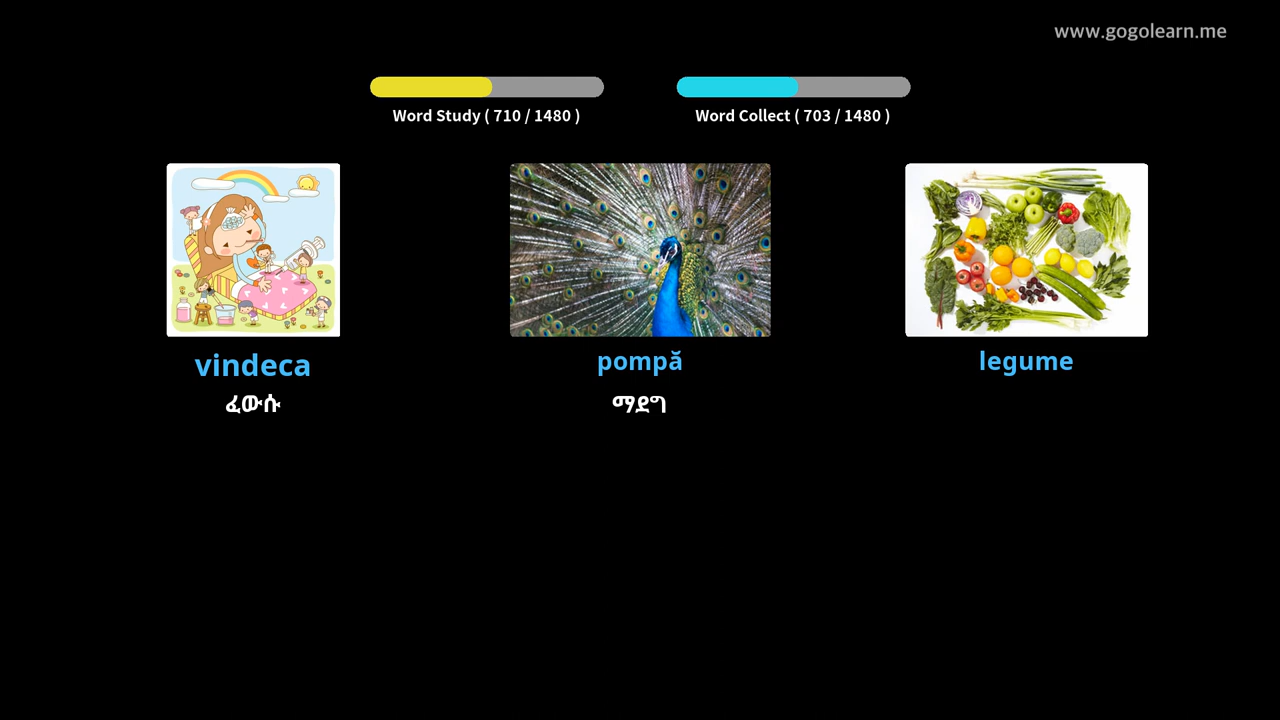 www.gogolearn.me
Word Study ( 710 / 1480 )
Word Collect ( 703 / 1480 )
vindeca
pompă
legume
ፈውሱ
ማደግ